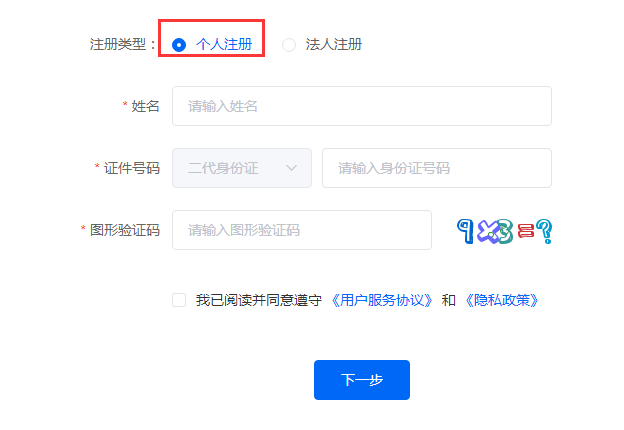 注册类型： 个人注册 法人注册
* 姓名 请输入姓名
* 证件号码 二代身份证 请输入身份证号码
* 图形验证码 请输入图形验证码 9×3=?
我已阅读并同意遵守 《用户服务协议》 和 《隐私政策》
下一步